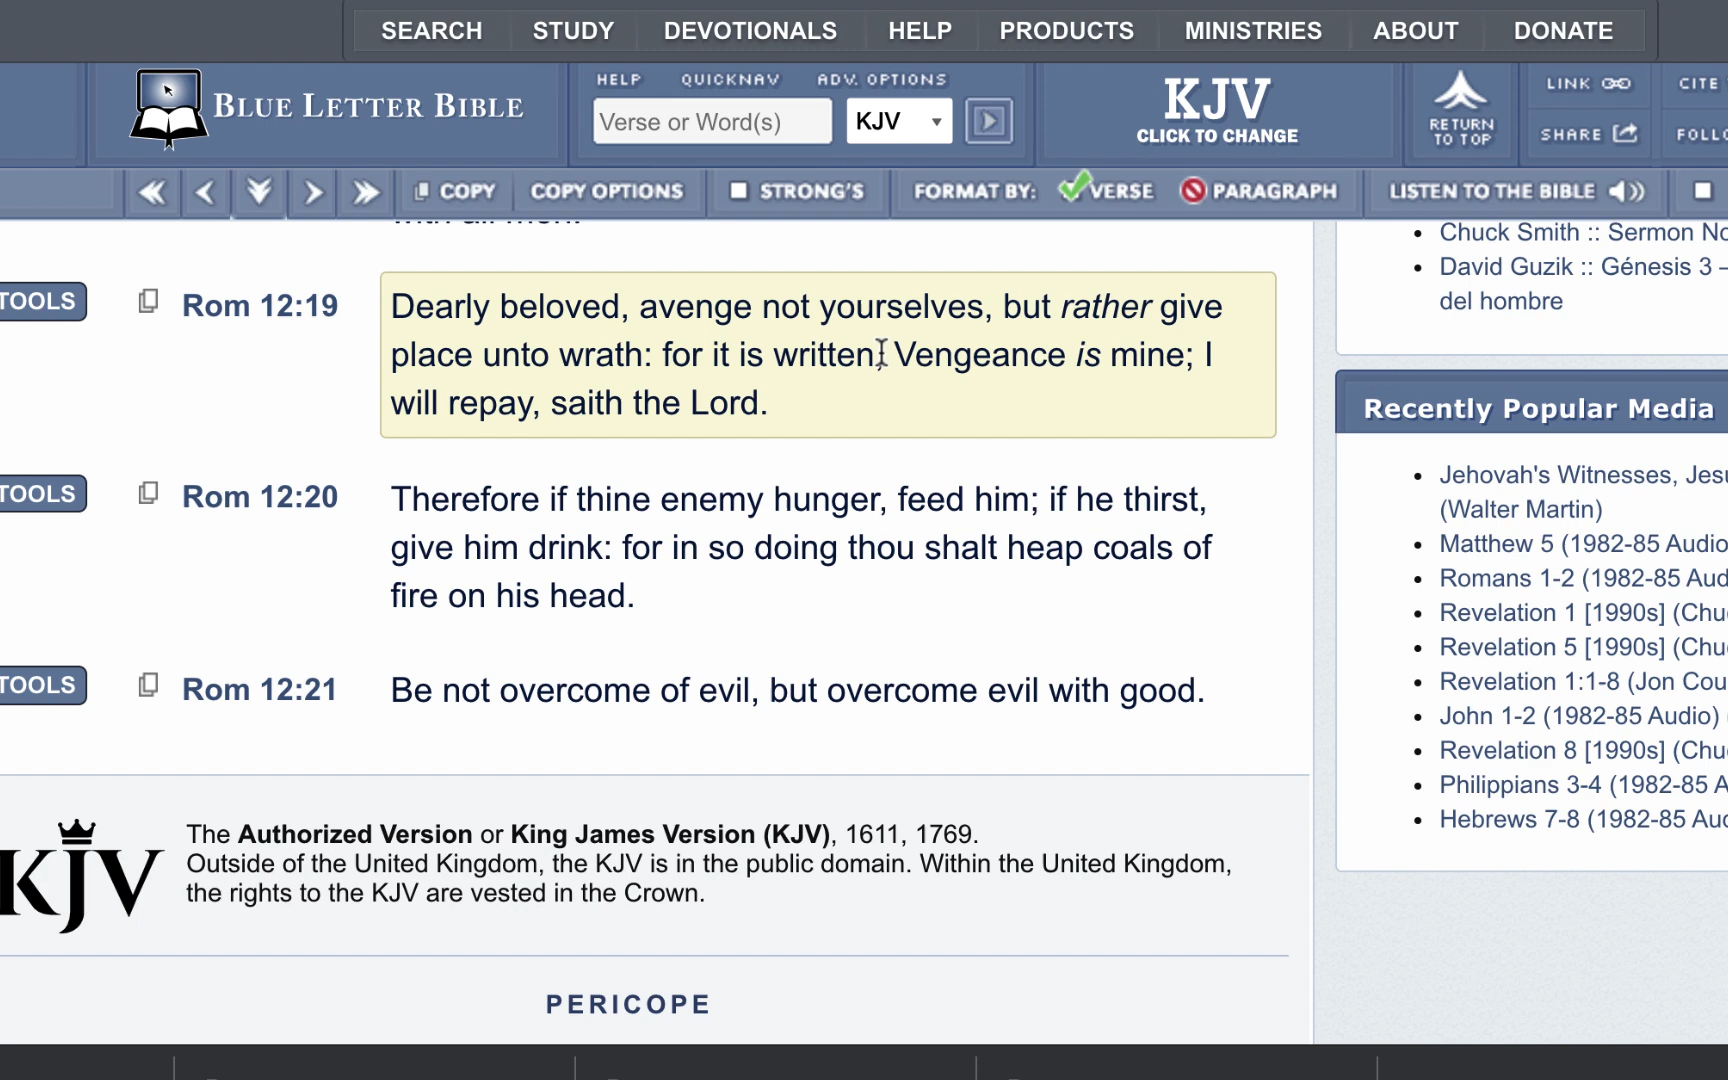 SEARCH STUDY DEVOTIONALS HELP PRODUCTS MINISTRIES ABOUT DONATE
BLUE LETTER BIBLE
HELP QUICKNAV ADV. OPTIONS
Verse or Word(s) KJV
KJV
CLICK TO CHANGE
RETURN
TO TOP
LINK CITE
SHARE
COPY COPY OPTIONS STRONG'S FORMAT BY: VERSE PARAGRAPH LISTEN TO THE BIBLE
TOOLS Rom 12:19 Dearly beloved, avenge not yourselves, but rather give
place unto wrath: for it is written, Vengeance is mine; I
will repay, saith the Lord.
TOOLS Rom 12:20 Therefore if thine enemy hunger, feed him; if he thirst,
give him drink: for in so doing thou shalt heap coals of
fire on his head.
TOOLS Rom 12:21 Be not overcome of evil, but overcome evil with good.
KJV
The Authorized Version or King James Version (KJV), 1611, 1769.
Outside of the United Kingdom, the KJV is in the public domain. Within the United Kingdom,
the rights to the KJV are vested in the Crown.
PERICOPE
Chuck Smith :: Sermon No
David Guzik :: Génesis 3 –
del hombre
Recently Popular Media
Jehovah's Witnesses, Jesu
(Walter Martin)
Matthew 5 (1982-85 Audio
Romans 1-2 (1982-85 Aud
Revelation 1 [1990s] (Chu
Revelation 5 [1990s] (Chu
Revelation 1:1-8 (Jon Cou
John 1-2 (1982-85 Audio)
Revelation 8 [1990s] (Chu
Philippians 3-4 (1982-85 A
Hebrews 7-8 (1982-85 Aud